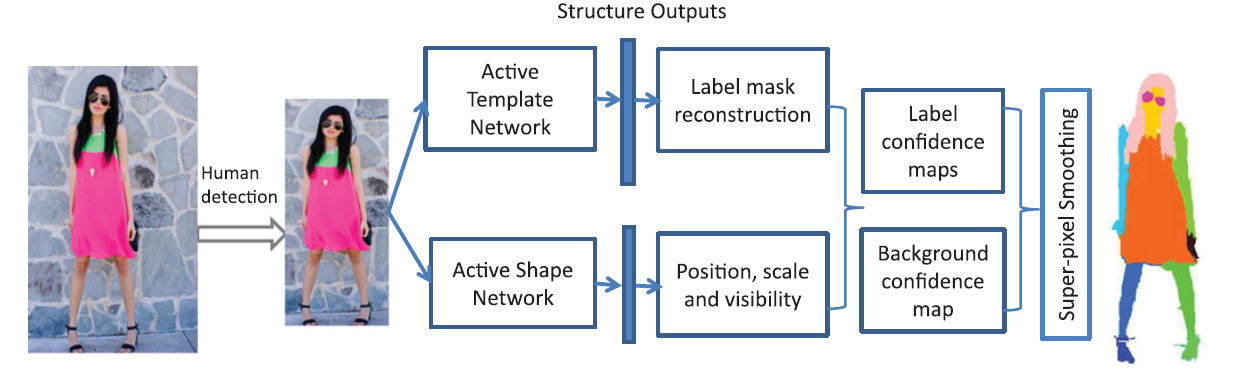 Structure Outputs
Human
detection
Active
Template
Network
Label mask
reconstruction
Active Shape
Network
Position, scale
and visibility
Label
confidence
maps
Background
confidence
map
Super-pixel Smoothing